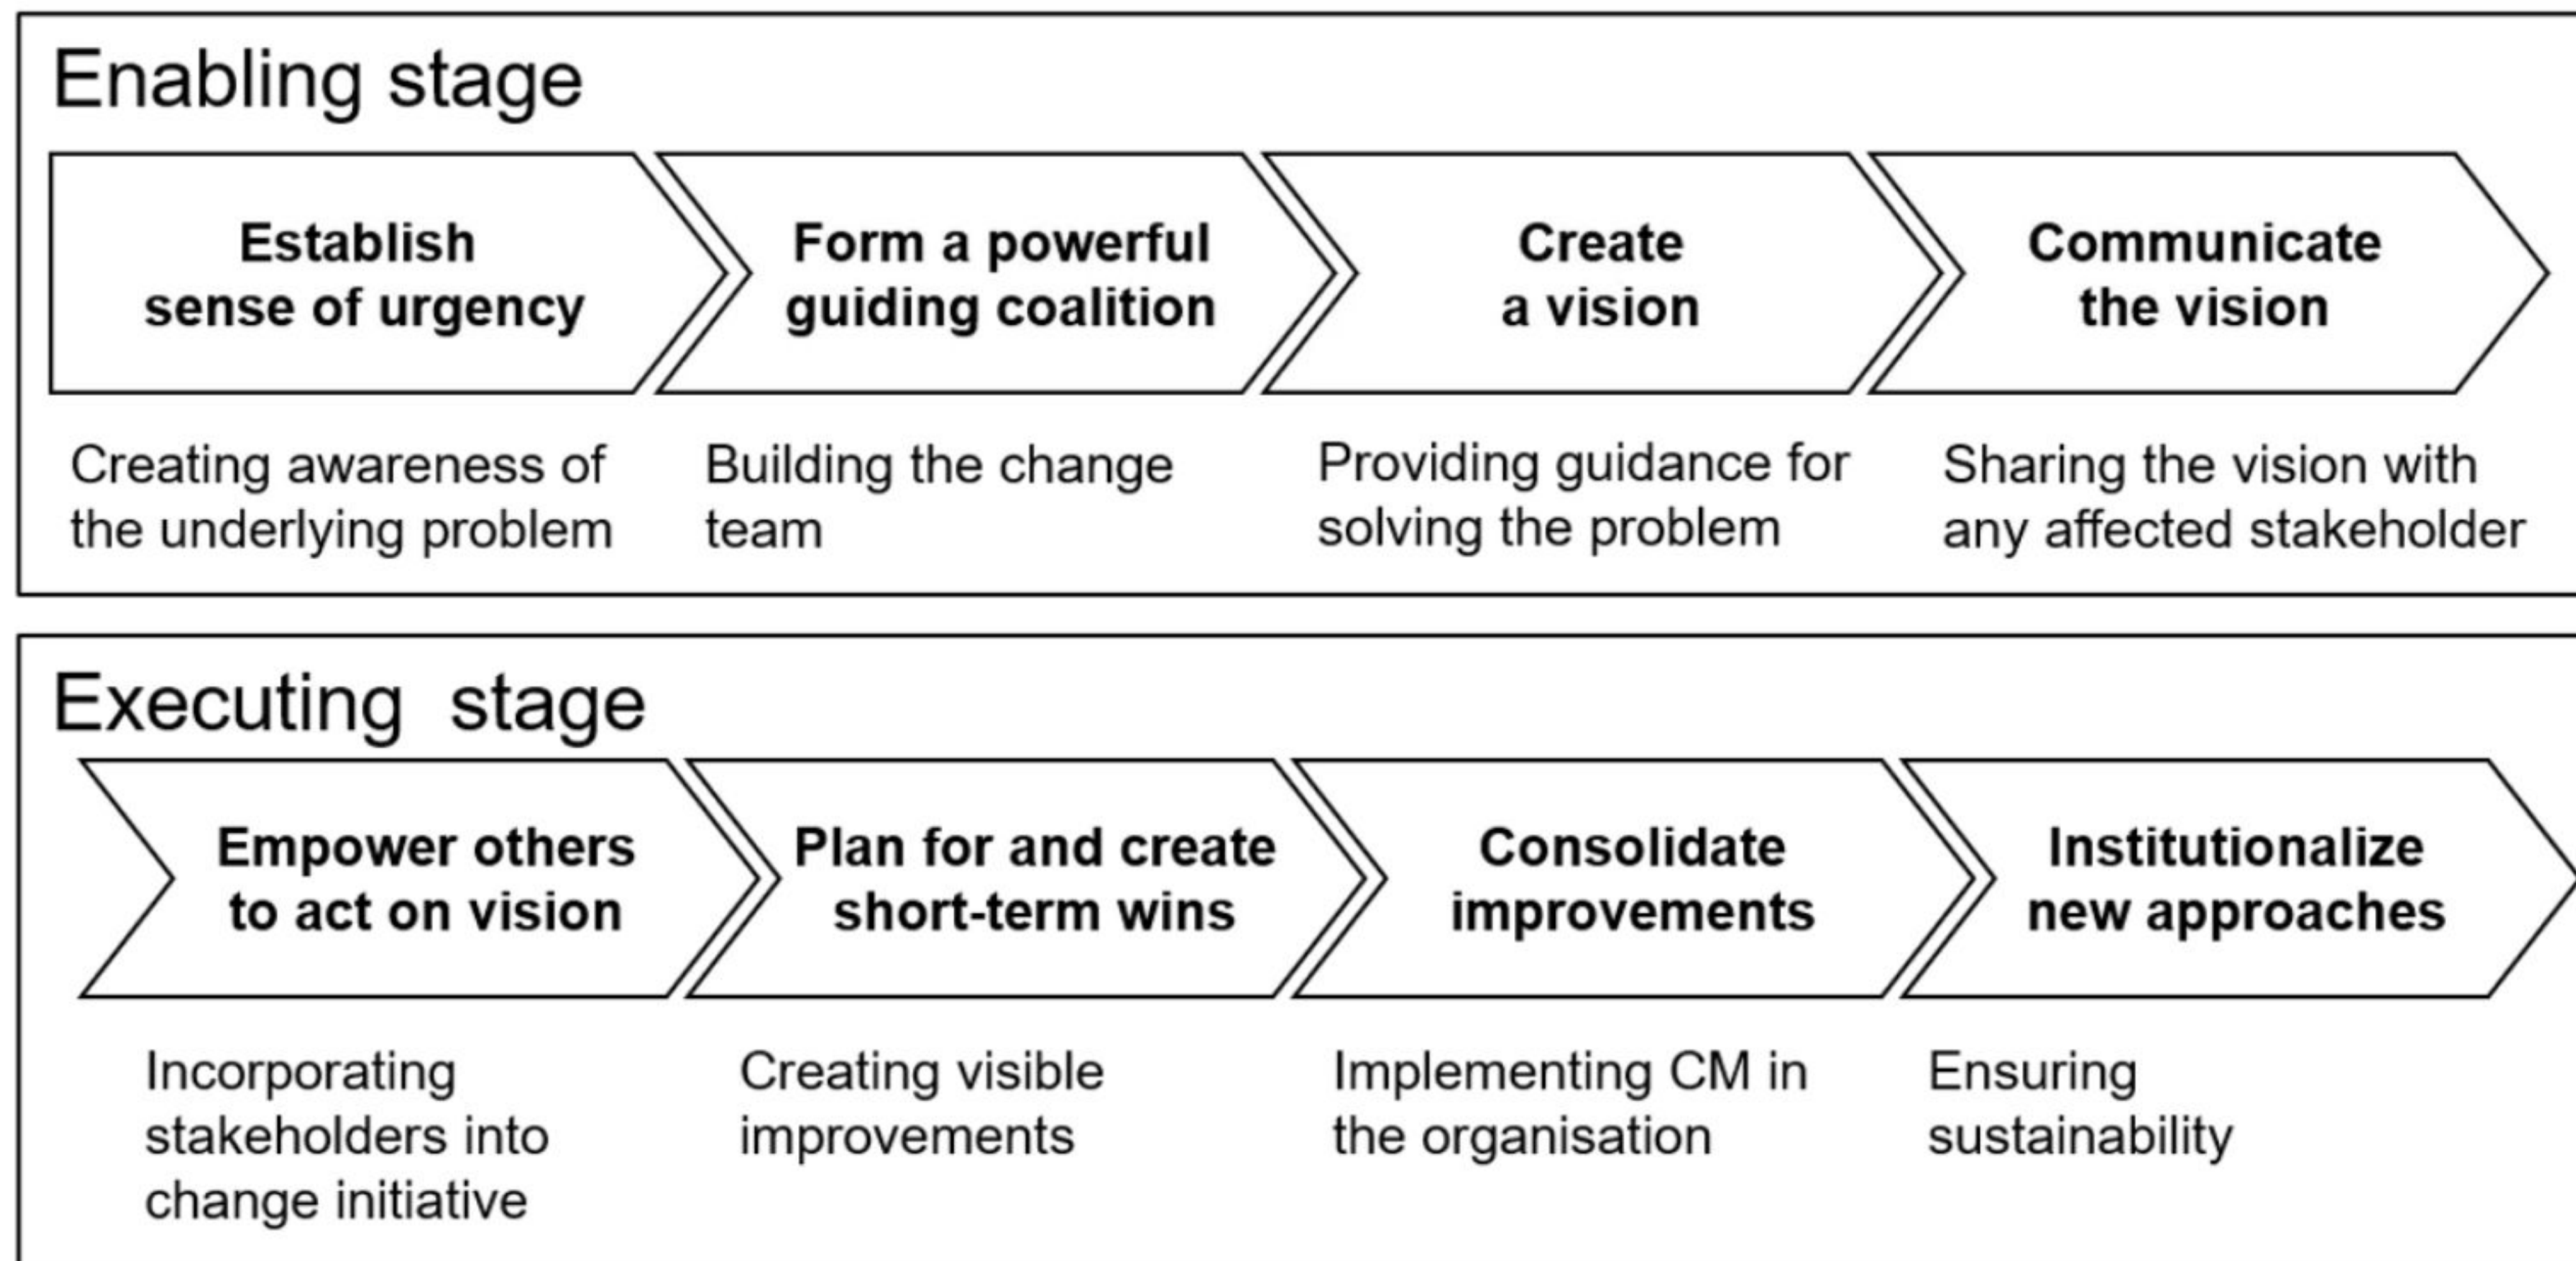 Enabling stage
Establish
sense of urgency
Form a powerful
guiding coalition
Create
a vision
Communicate
the vision
Creating awareness of
the underlying problem
Building the change
team
Providing guidance for
solving the problem
Sharing the vision with
any affected stakeholder
Executing stage
Empower others
to act on vision
Plan for and create
short-term wins
Consolidate
improvements
Institutionalize
new approaches
Incorporating
stakeholders into
change initiative
Creating visible
improvements
Implementing CM in
the organisation
Ensuring
sustainability